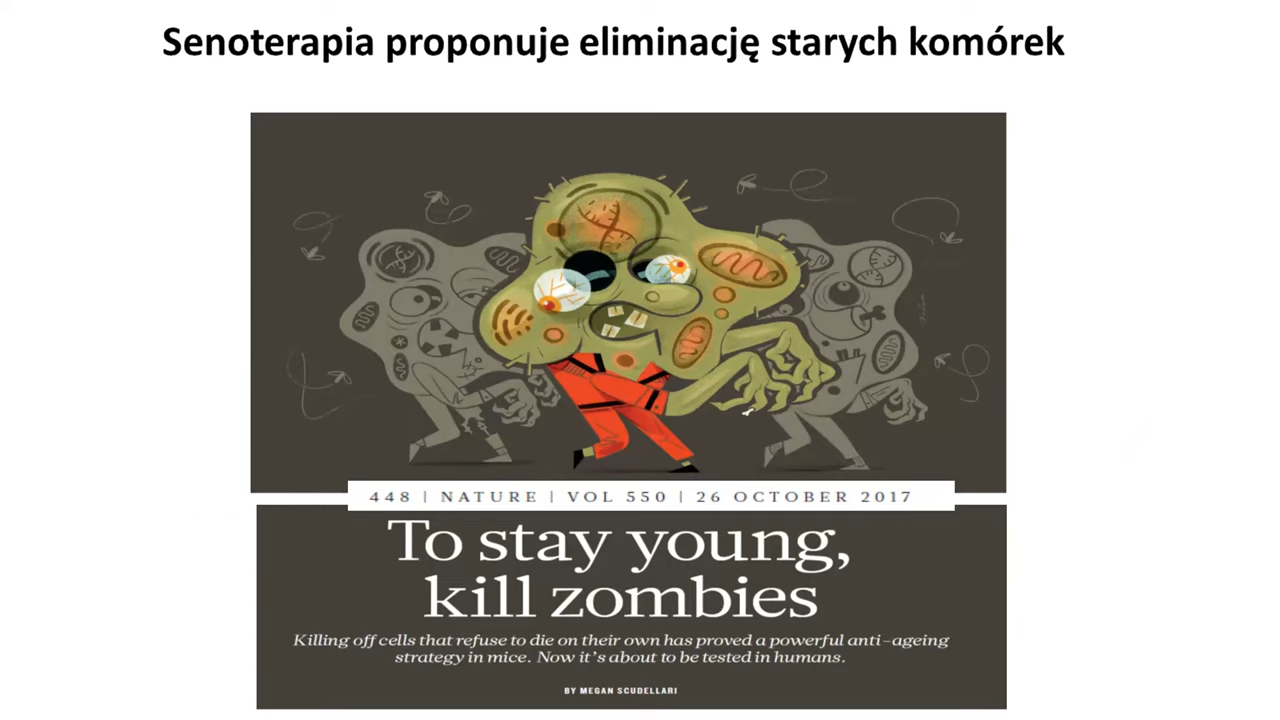 Senoterapia proponuje eliminację starych komórek
448 | NATURE | VOL 550 | 26 OCTOBER 2017
To stay young,
kill zombies
Killing off cells that refuse to die on their own has proved a powerful anti-ageing
strategy in mice. Now it's about to be tested in humans.
BY MEGAN SCUDELLARI